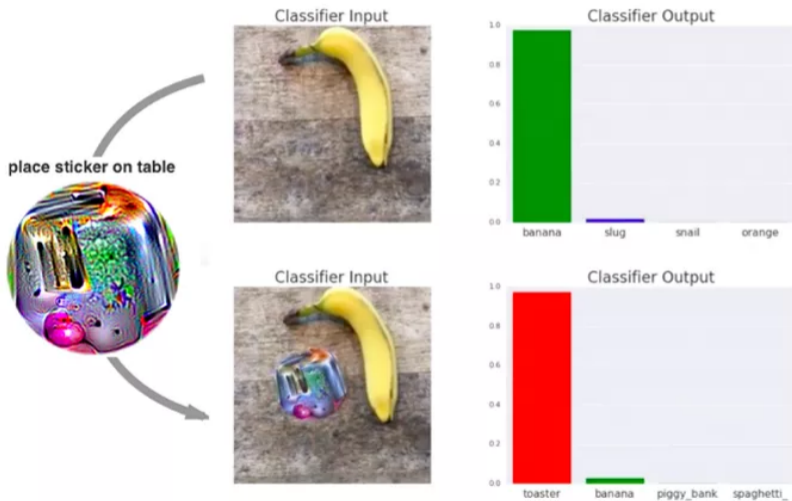 Classifier Input
Classifier Output
1.0
0.8
0.6
0.4
0.2
0.0
banana slug snail orange
place sticker on table
Classifier Input
Classifier Output
1.0
0.8
0.6
0.4
0.2
0.0
toaster banana piggy_bank spaghetti_